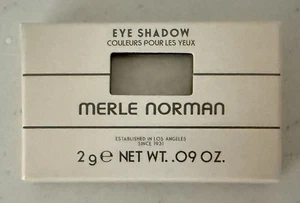 EYE SHADOW
COULEURS POUR LES YEUX
MERLE NORMAN
ESTABLISHED IN LOS ANGELES
SINCE 1931
2 g ℮ NET WT. .09 OZ.